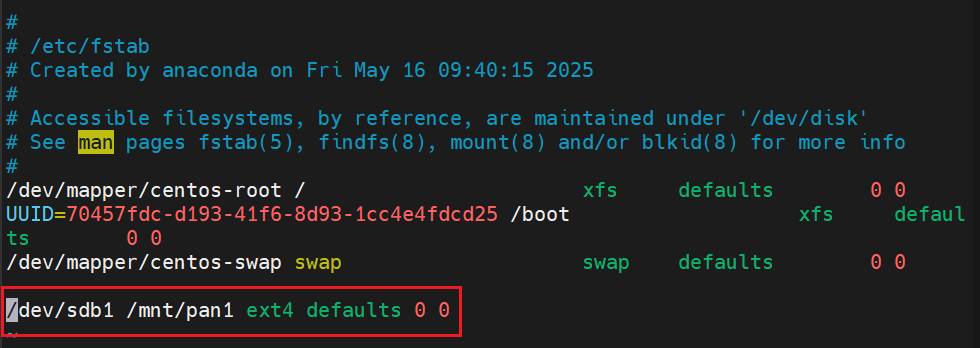 #
# /etc/fstab
# Created by anaconda on Fri May 16 09:40:15 2025
#
# Accessible filesystems, by reference, are maintained under '/dev/disk'
# See man pages fstab(5), findfs(8), mount(8) and/or blkid(8) for more info
#
/dev/mapper/centos-root / xfs defaults 0 0
UUID=70457fdc-d193-41f6-8d93-1cc4e4fdcd25 /boot xfs defaul
ts 0 0
/dev/mapper/centos-swap swap swap defaults 0 0
/dev/sdb1 /mnt/pan1 ext4 defaults 0 0
~